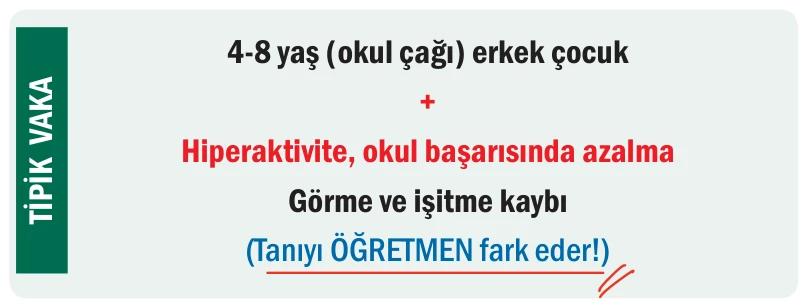 TİPİK VAKA
4-8 yaş (okul çağı) erkek çocuk
+
Hiperaktivite, okul başarısında azalma
Görme ve işitme kaybı
(Tanıyı ÖĞRETMEN fark eder!)